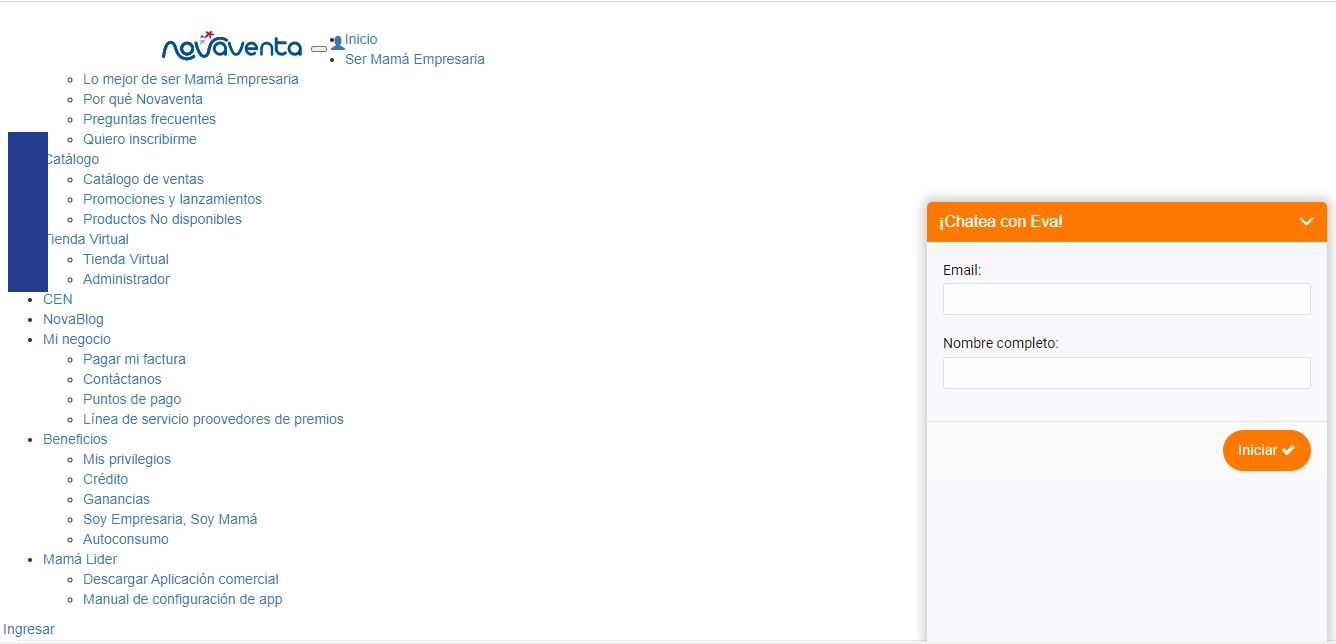 novaventa
Inicio
Ser Mamá Empresaria
Lo mejor de ser Mamá Empresaria
Por qué Novaventa
Preguntas frecuentes
Quiero inscribirme
Catálogo
Catálogo de ventas
Promociones y lanzamientos
Productos No disponibles
Tienda Virtual
Tienda Virtual
Administrador
CEN
NovaBlog
Mi negocio
Pagar mi factura
Contáctanos
Puntos de pago
Línea de servicio proovedores de premios
Beneficios
Mis privilegios
Crédito
Ganancias
Soy Empresaria, Soy Mamá
Autoconsumo
Mamá Lider
Descargar Aplicación comercial
Manual de configuración de app
Ingresar
¡Chatea con Eva!
Email:
Nombre completo:
Iniciar